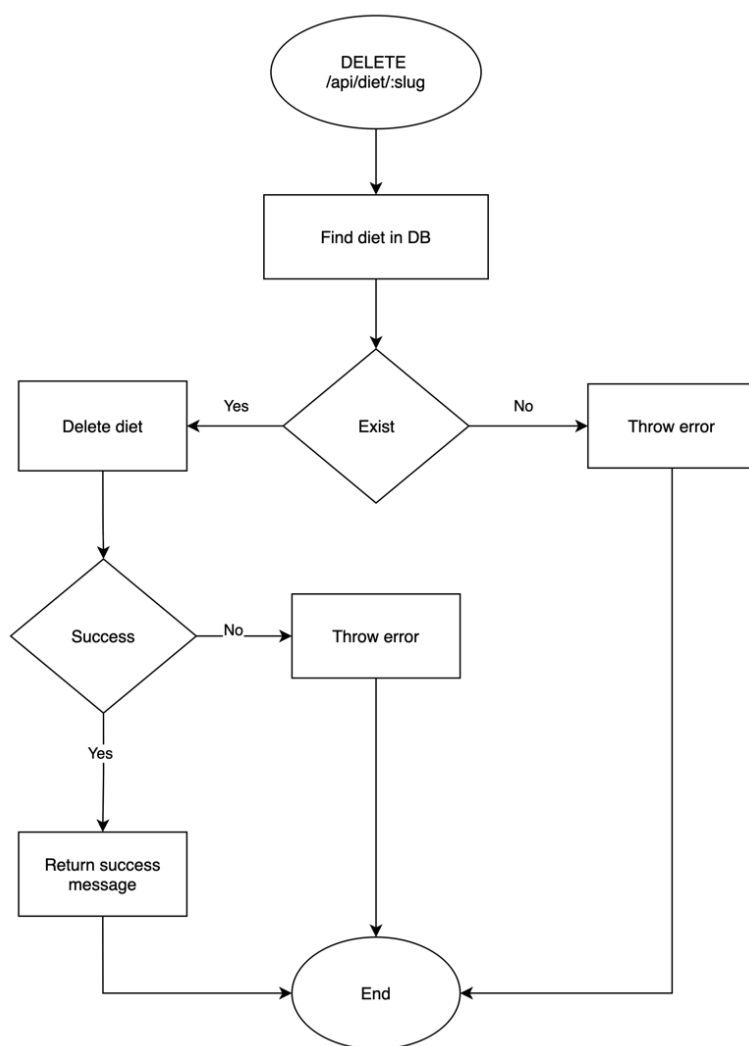 DELETE
/api/diet/:slug
Find diet in DB
Delete diet
Yes
Exist
No
Throw error
Success
No
Throw error
Yes
Return success
message
End